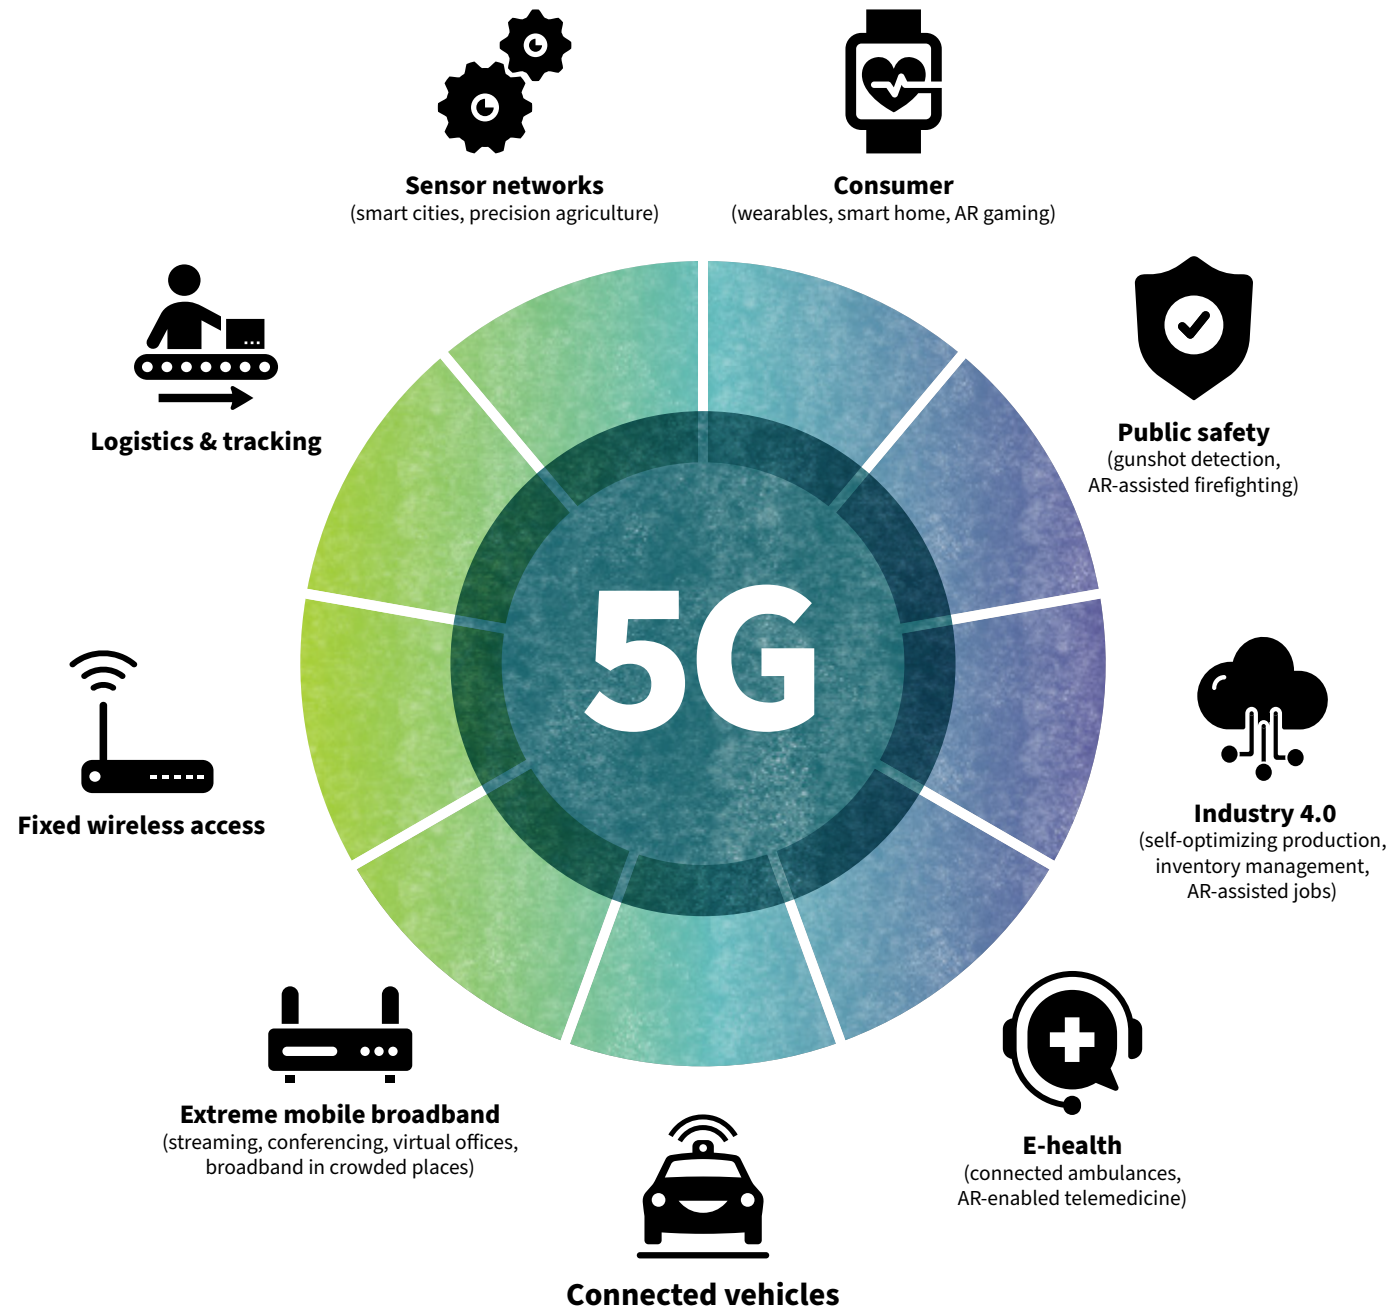 Sensor networks
(smart cities, precision agriculture)
Consumer
(wearables, smart home, AR gaming)
Logistics & tracking
Public safety
(gunshot detection,
AR-assisted firefighting)
5G
Fixed wireless access
Industry 4.0
(self-optimizing production,
inventory management,
AR-assisted jobs)
Extreme mobile broadband
(streaming, conferencing, virtual offices,
broadband in crowded places)
E-health
(connected ambulances,
AR-enabled telemedicine)
Connected vehicles